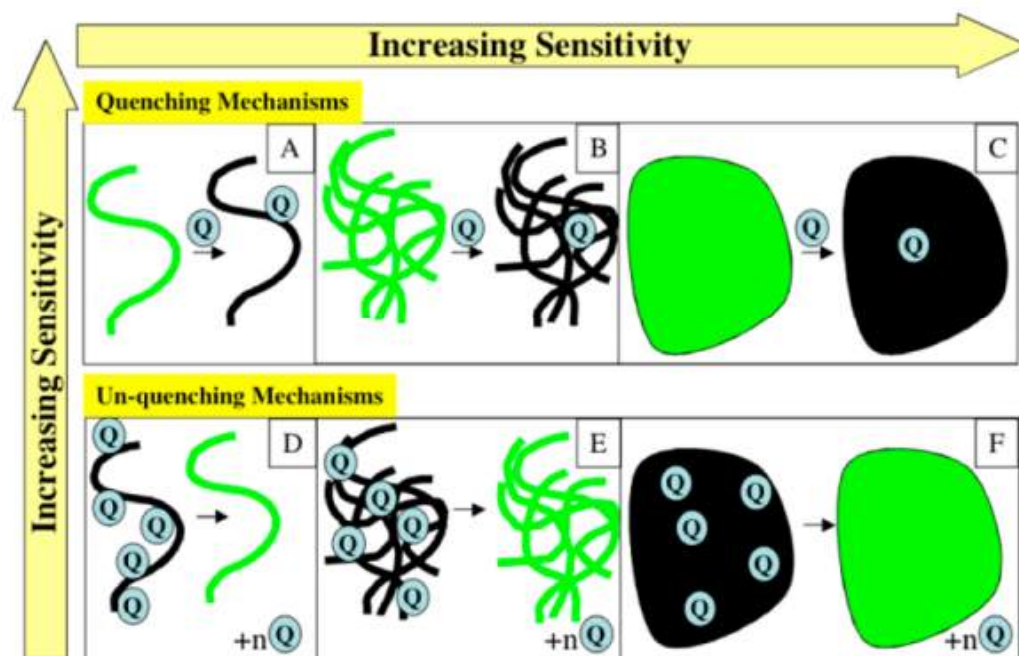 Increasing Sensitivity
Increasing Sensitivity
Quenching Mechanisms
A
B
C
Q
Q
Q
Q
Q
Q
Un-quenching Mechanisms
D
E
F
Q
Q
Q
Q
Q
+nQ
Q
Q
Q
Q
Q
+nQ
Q
Q
Q
Q
Q
+nQ